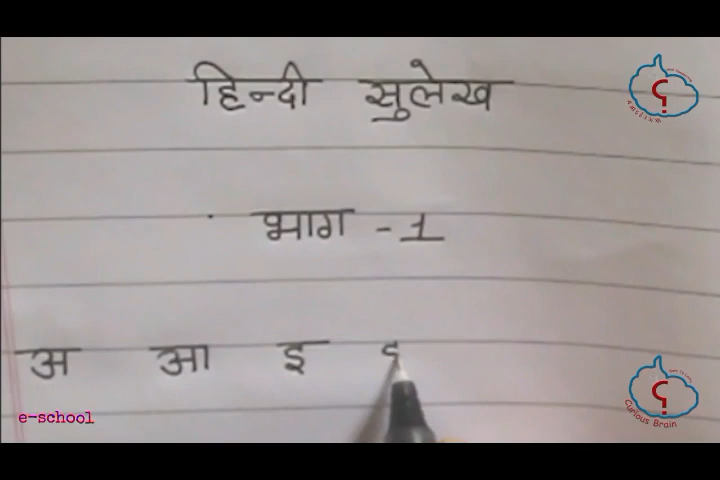 हिन्दी सुलेख
भाग - 1
अ आ इ
e-school
Curious Brain